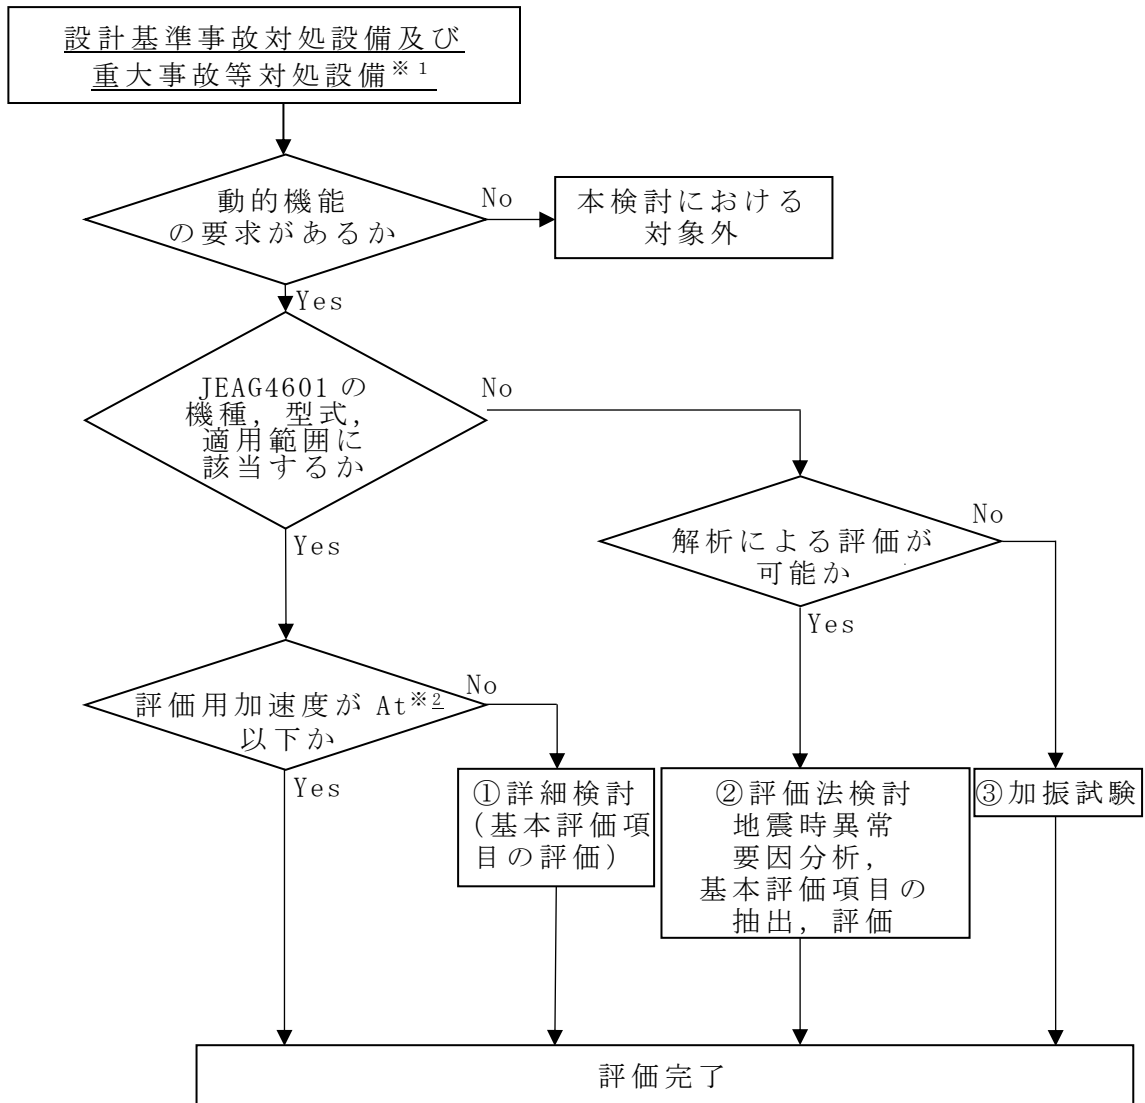 設計基準事故対処設備及び
重大事故等対処設備※1
動的機能
の要求があるか
No
本検討における
対象外
Yes
JEAG4601の
機種，型式，
適用範囲に
該当するか
No
Yes
解析による評価が
可能か
No
Yes
評価用加速度がAt※2
以下か
No
Yes
①詳細検討
(基本評価項
目の評価)
②評価法検討
地震時異常
要因分析，
基本評価項目の
抽出，評価
③加振試験
評価完了